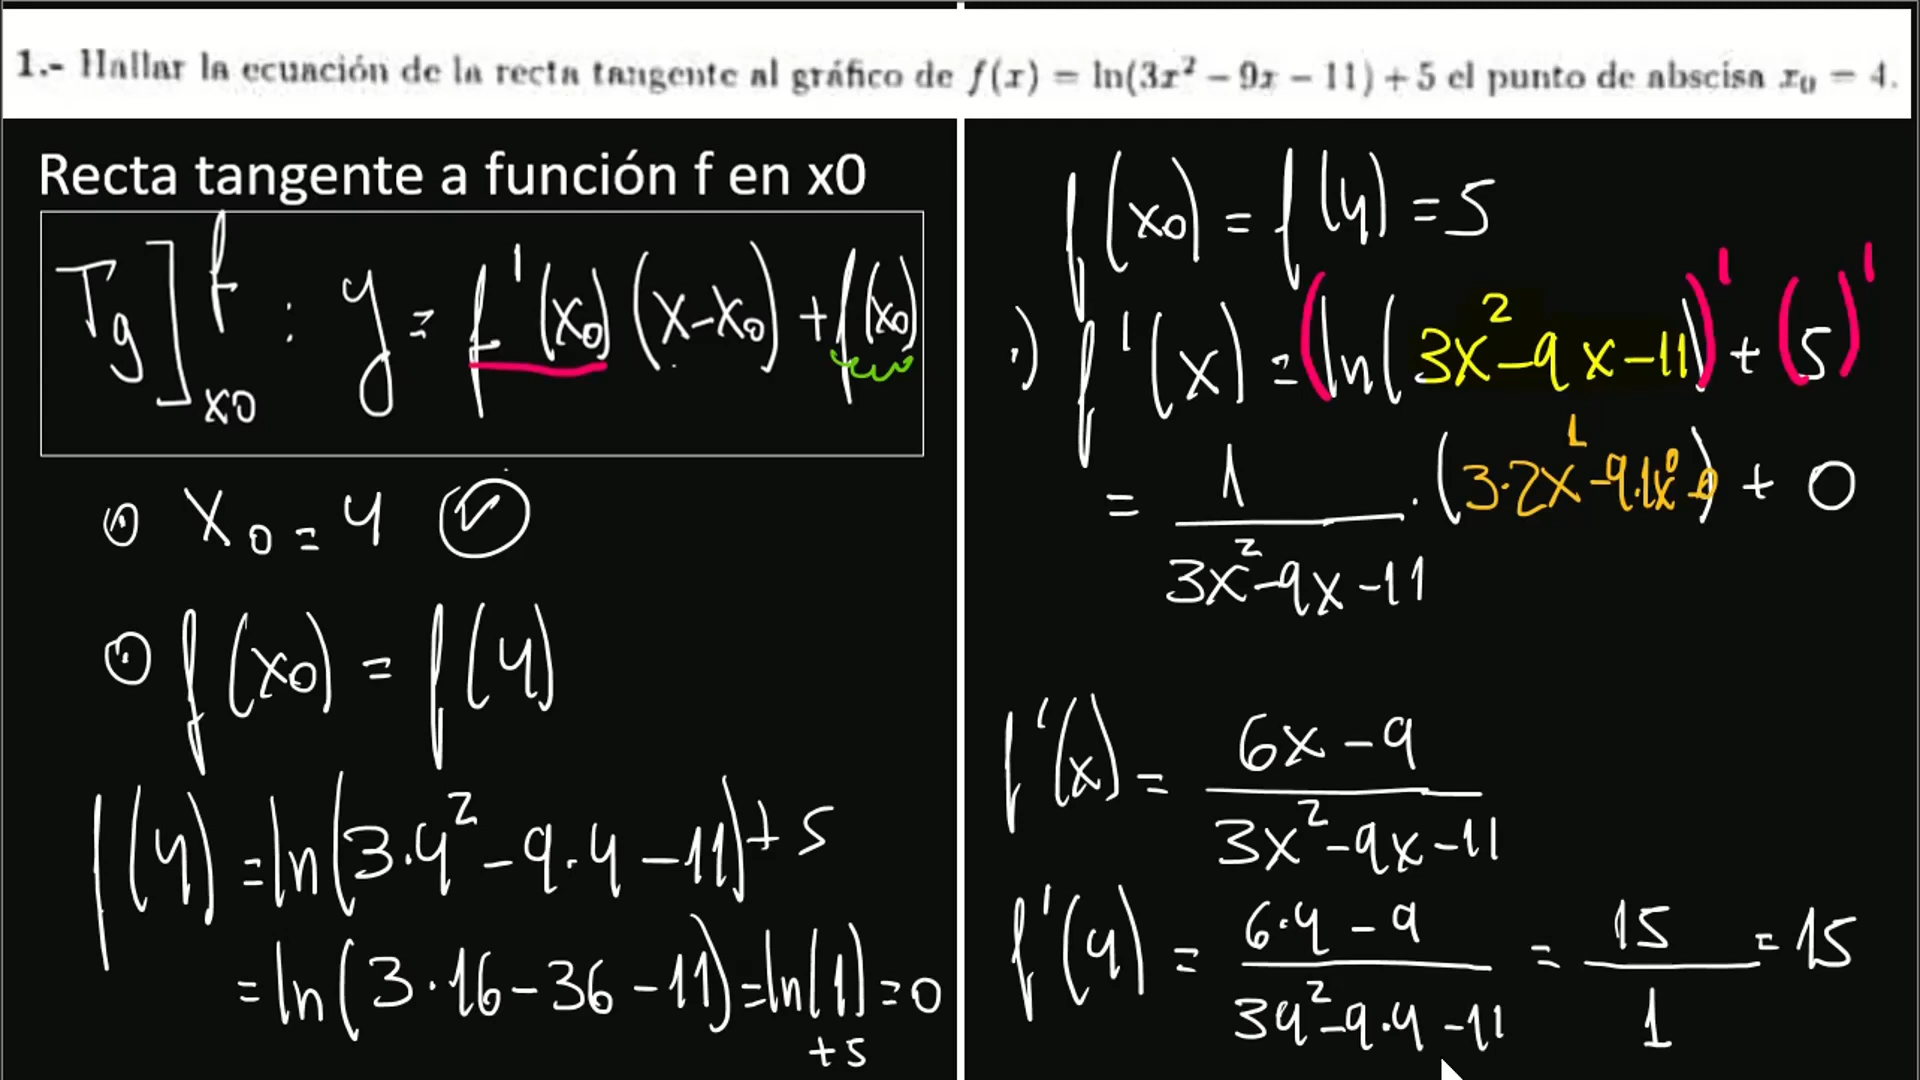 1.- Hallar la ecuación de la recta tangente al gráfico de f(x) = ln(3x² − 9x − 11) + 5 el punto de abscisa x₀ = 4.
Recta tangente a función f en x0
Tg]ᶠₓ₀ : y = f'(x₀)(x-x₀) + f(x₀)
⊙ x₀ = 4 ✓
⊙ f(x₀) = f(4)
f(4) = ln(3·4² - 9·4 - 11) + 5
= ln(3·16 - 36 - 11) = ln(1) = 0
+5
f(x₀) = f(4) = 5
·) f'(x) = (ln(3x² - 9x - 11))' + (5)'
= 1/(3x² - 9x - 11) · (3·2x¹ - 9·1x⁰ - 0) + 0
f'(x) = (6x - 9)/(3x² - 9x - 11)
f'(4) = (6·4 - 9)/(34² - 9·4 - 11) = 15/1 = 15